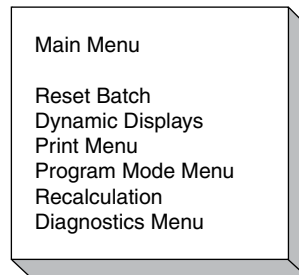 Main Menu
Reset Batch
Dynamic Displays
Print Menu
Program Mode Menu
Recalculation
Diagnostics Menu